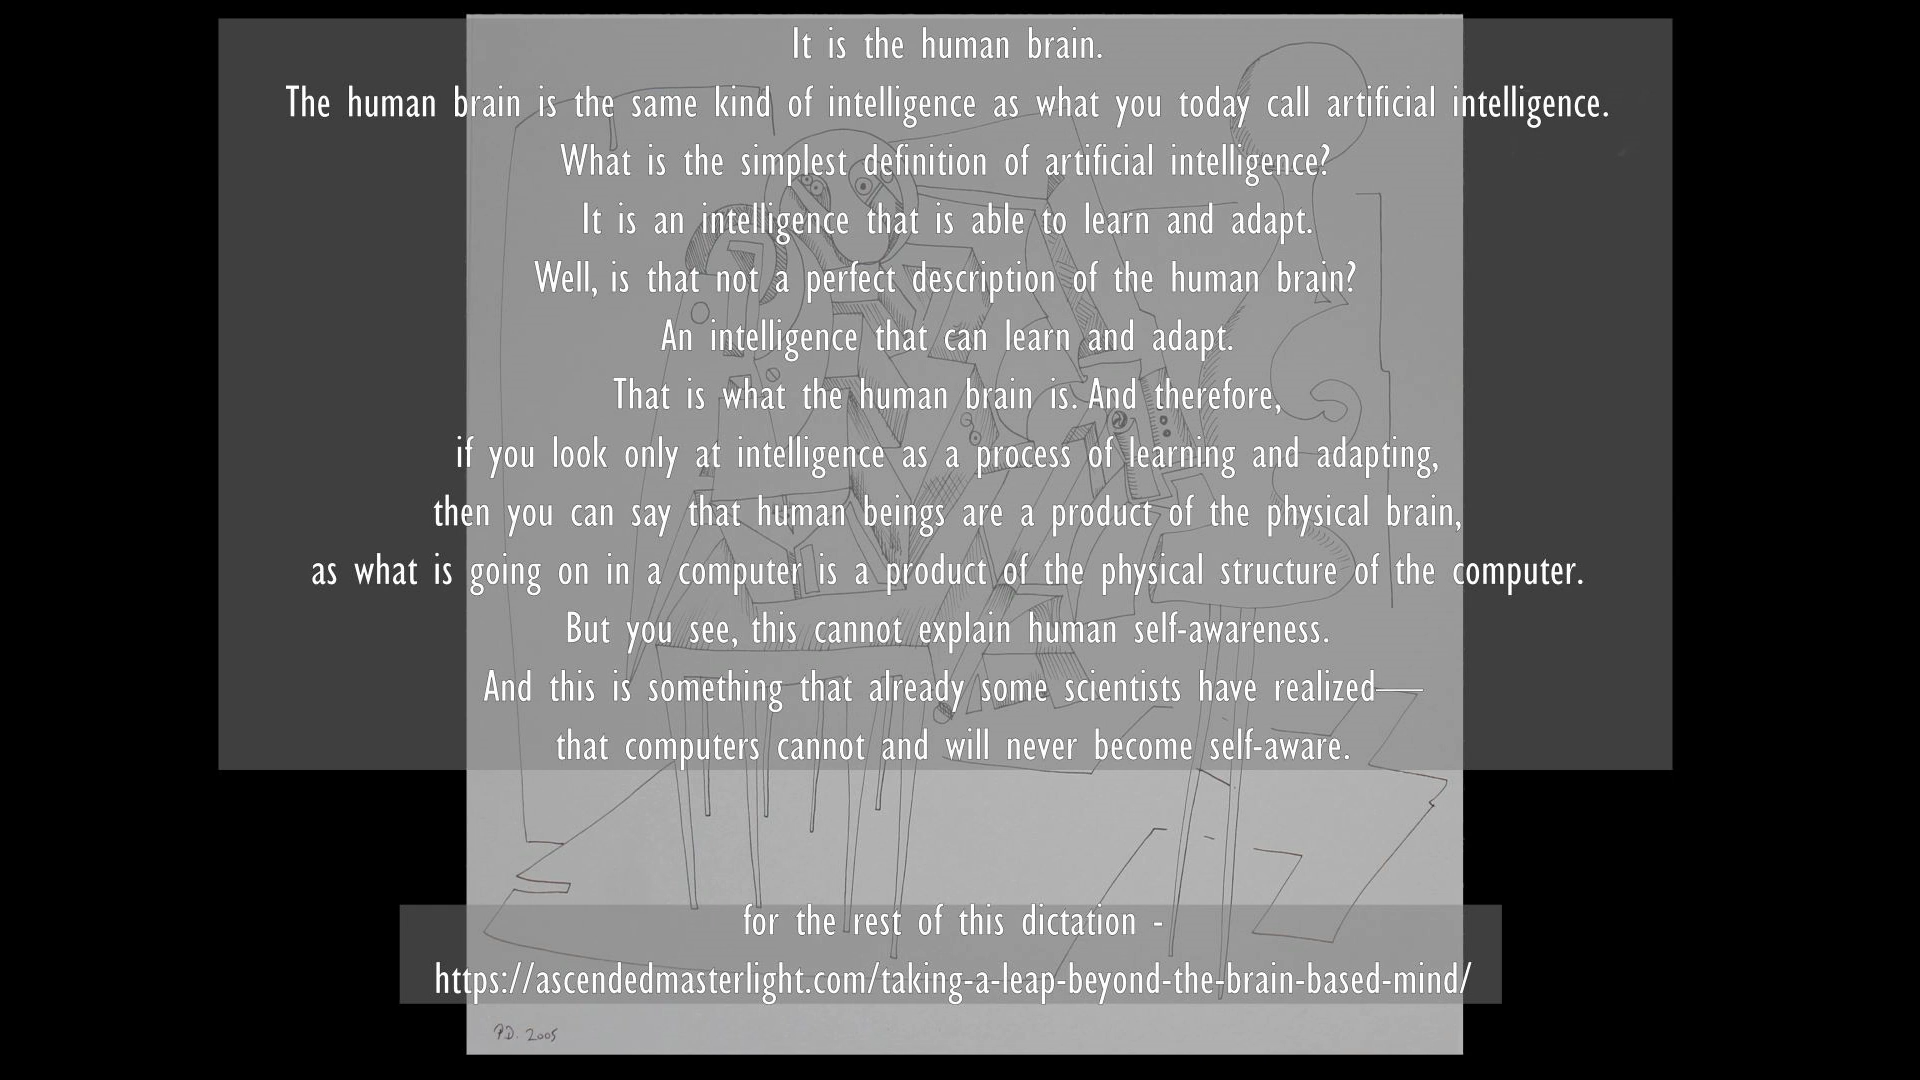 It is the human brain.
The human brain is the same kind of intelligence as what you today call artificial intelligence.
What is the simplest definition of artificial intelligence?
It is an intelligence that is able to learn and adapt.
Well, is that not a perfect description of the human brain?
An intelligence that can learn and adapt.
That is what the human brain is. And therefore,
if you look only at intelligence as a process of learning and adapting,
then you can say that human beings are a product of the physical brain,
as what is going on in a computer is a product of the physical structure of the computer.
But you see, this cannot explain human self-awareness.
And this is something that already some scientists have realized—
that computers cannot and will never become self-aware.
for the rest of this dictation -
https://ascendedmasterlight.com/taking-a-leap-beyond-the-brain-based-mind/
P.D. 2005